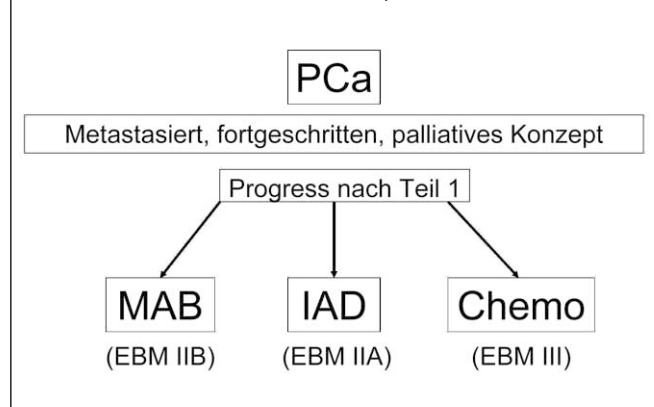 PCa
Metastasiert, fortgeschritten, palliatives Konzept
Progress nach Teil 1
MAB IAD Chemo
(EBM IIB) (EBM IIA) (EBM III)